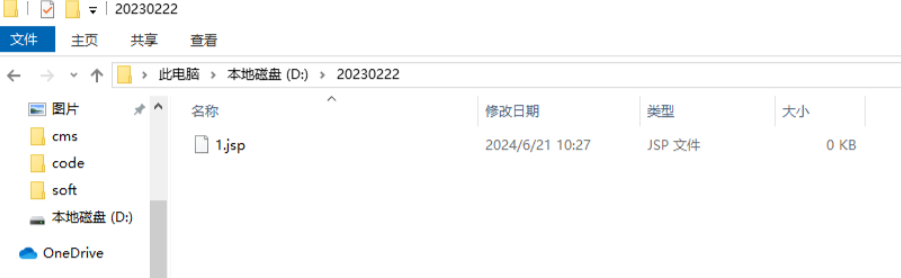 20230222
文件 主页 共享 查看
此电脑 本地磁盘 (D:) 20230222
图片
cms
code
soft
本地磁盘 (D:)
OneDrive
名称 修改日期 类型 大小
1.jsp 2024/6/21 10:27 JSP 文件 0 KB